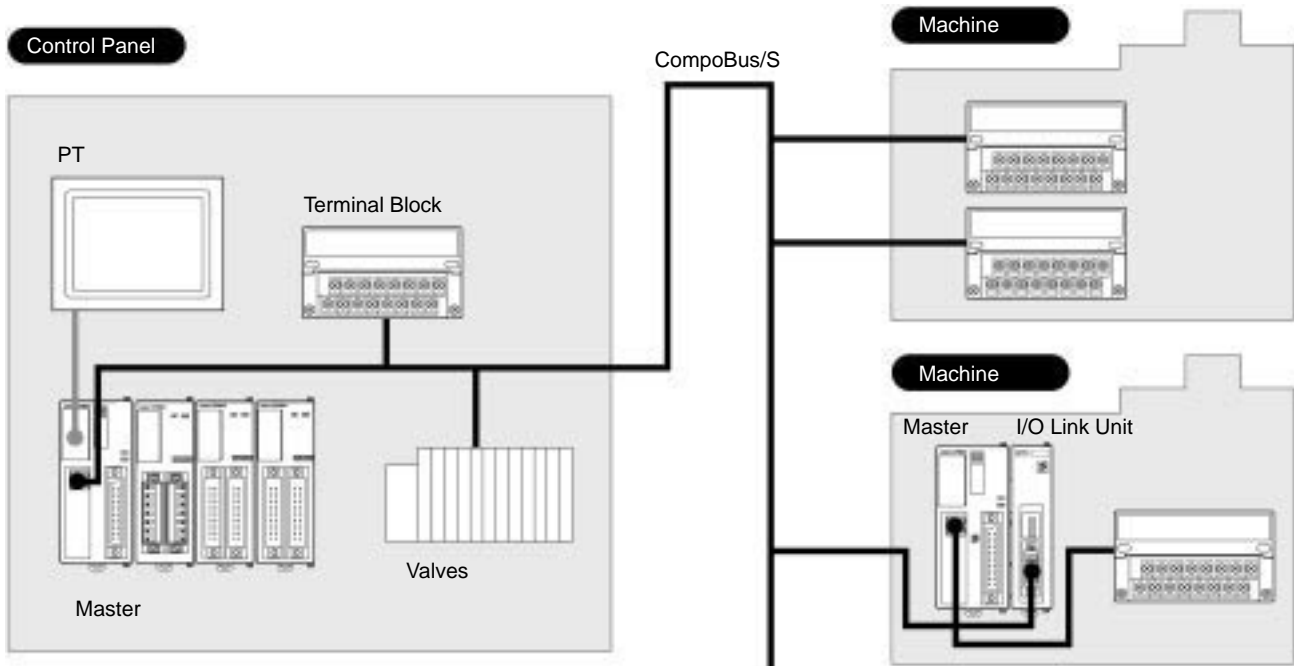 Control Panel
PT
Terminal Block
Master
Valves
CompoBus/S
Machine
Machine
Master
I/O Link Unit